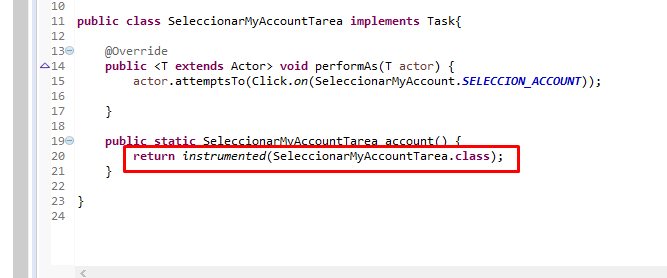 10
11 public class SeleccionarMyAccountTarea implements Task{
12
13 @Override
14 public <T extends Actor> void performAs(T actor) {
15 actor.attemptsTo(Click.on(SeleccionarMyAccount.SELECCION_ACCOUNT));
16
17 }
18
19 public static SeleccionarMyAccountTarea account() {
20 return instrumented(SeleccionarMyAccountTarea.class);
21 }
22
23 }
24